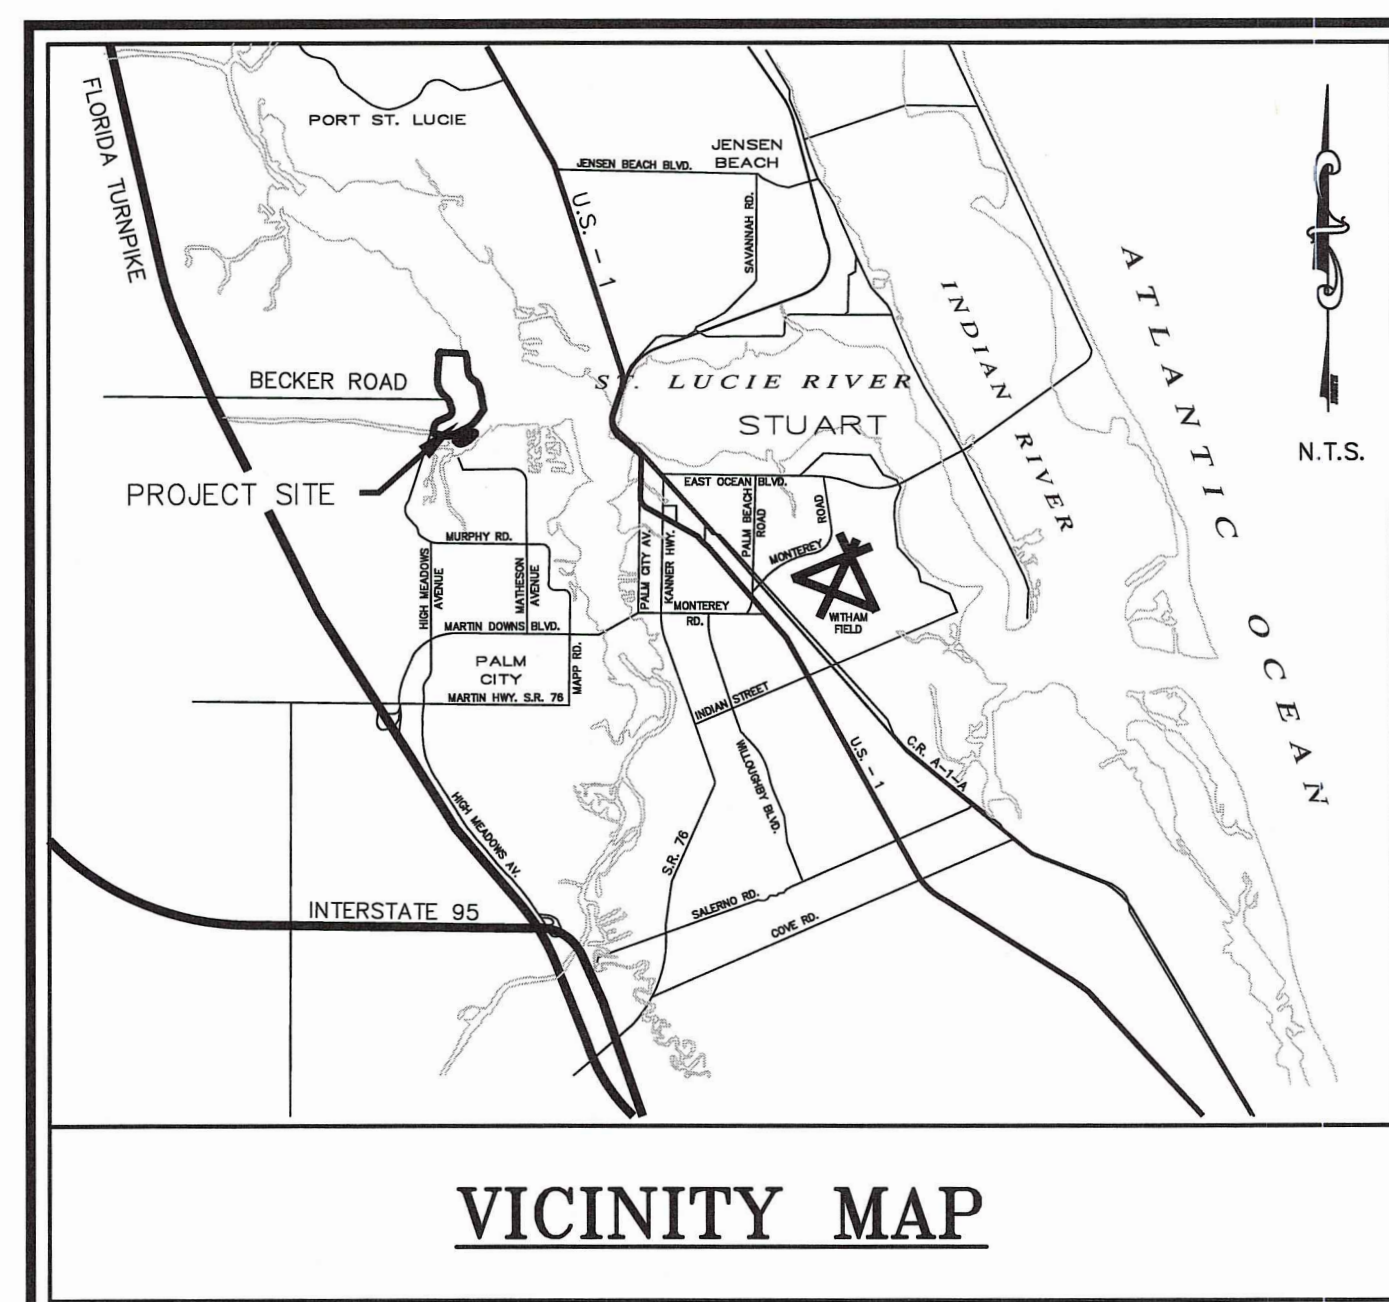 FLORIDA TURNPIKE
PORT ST. LUCIE
JENSEN BEACH BLVD.
JENSEN
BEACH
SAVANNAH RD.
U.S. - 1
INDIAN RIVER
ATLANTIC OCEAN
N.T.S.
BECKER ROAD
ST. LUCIE RIVER
STUART
PROJECT SITE
EAST OCEAN BLVD.
PALM BEACH
ROAD
MONTEREY ROAD
MURPHY RD.
HIGH MEADOWS
AVENUE
MATHESON
AVENUE
PALM CITY AV.
KANNER HWY.
MONTEREY
RD.
WITHAM
FIELD
MARTIN DOWNS BLVD.
PALM
CITY
MAPP RD.
MARTIN HWY. S.R. 76
INDIAN STREET
WILLOUGHBY BLVD.
U.S. - 1
C.R. A-1-A
HIGH MEADOWS AV.
S.R. 76
SALERNO RD.
COVE RD.
INTERSTATE 95
VICINITY MAP